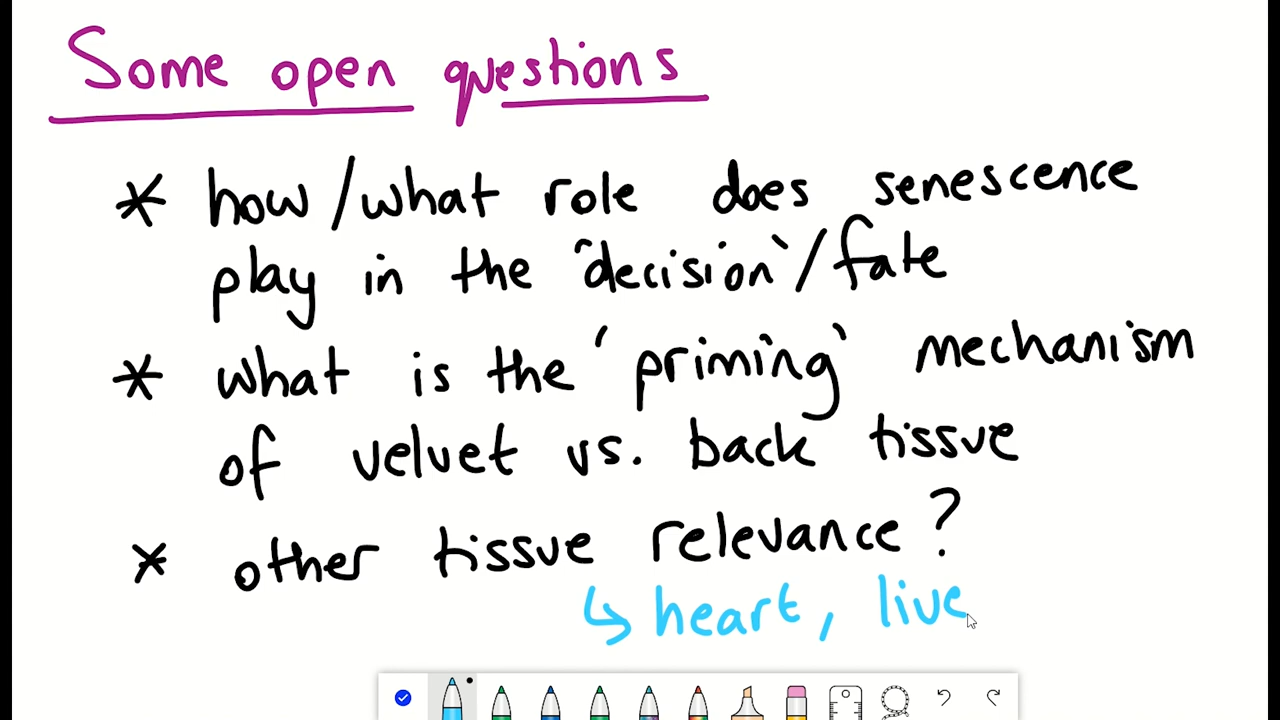 Some open questions
* how/what role does senescence
play in the 'decision'/fate
* what is the 'priming' mechanism
of velvet vs. back tissue
* other tissue relevance?
↳ heart, live